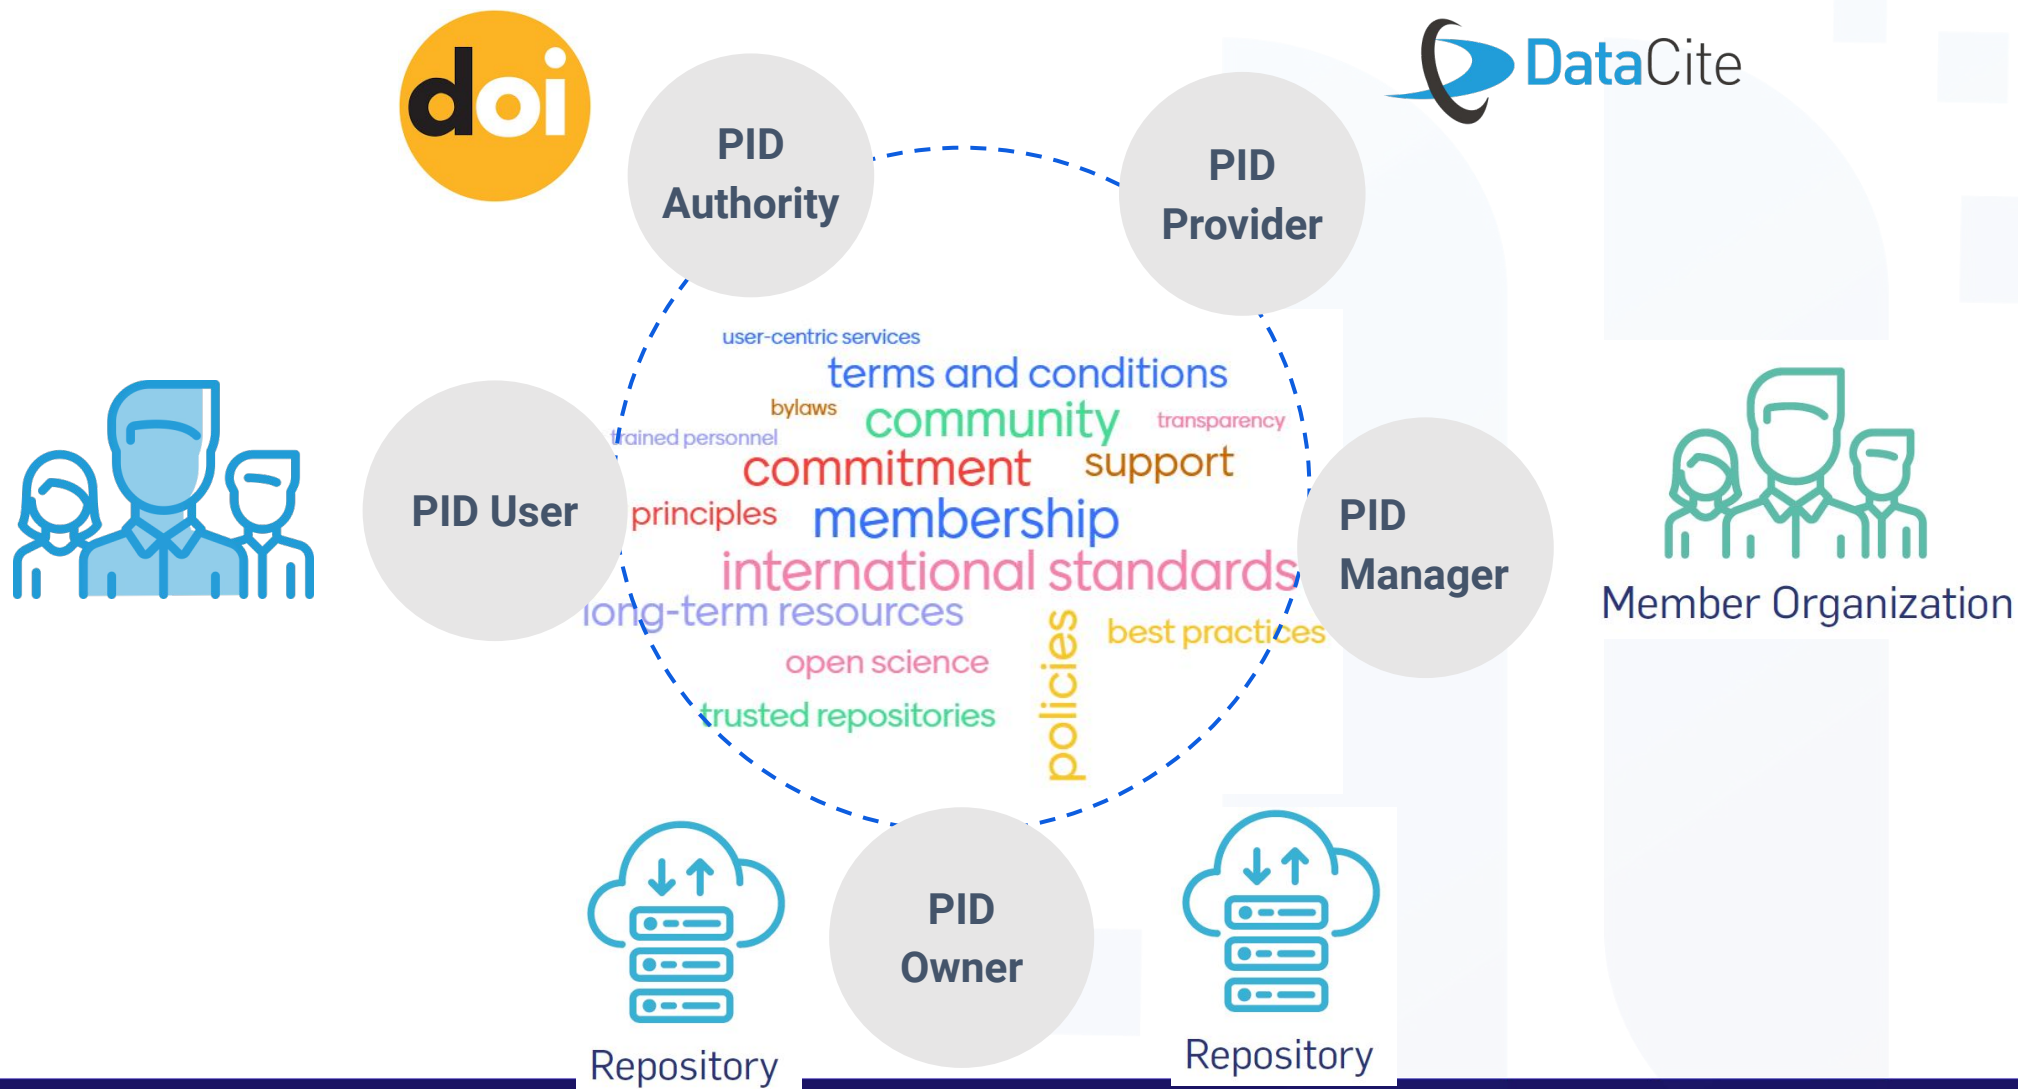 doi
DataCite
PID
Authority
PID
Provider
user-centric services
terms and conditions
bylaws
community
transparency
trained personnel
commitment
support
PID User
principles
membership
PID
Manager
international standards
long-term resources
policies
best practices
open science
trusted repositories
Member Organization
PID
Owner
Repository
Repository